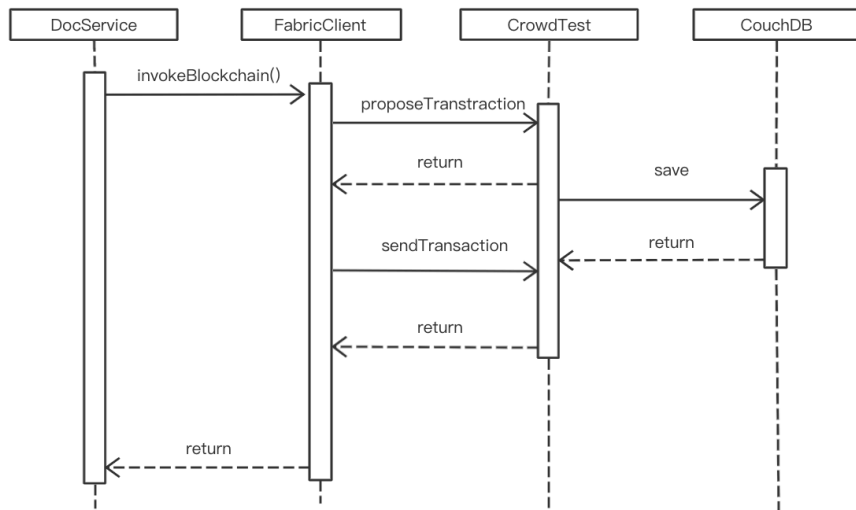 DocService
FabricClient
CrowdTest
CouchDB
invokeBlockchain()
proposeTranstraction
return
save
return
sendTransaction
return
return